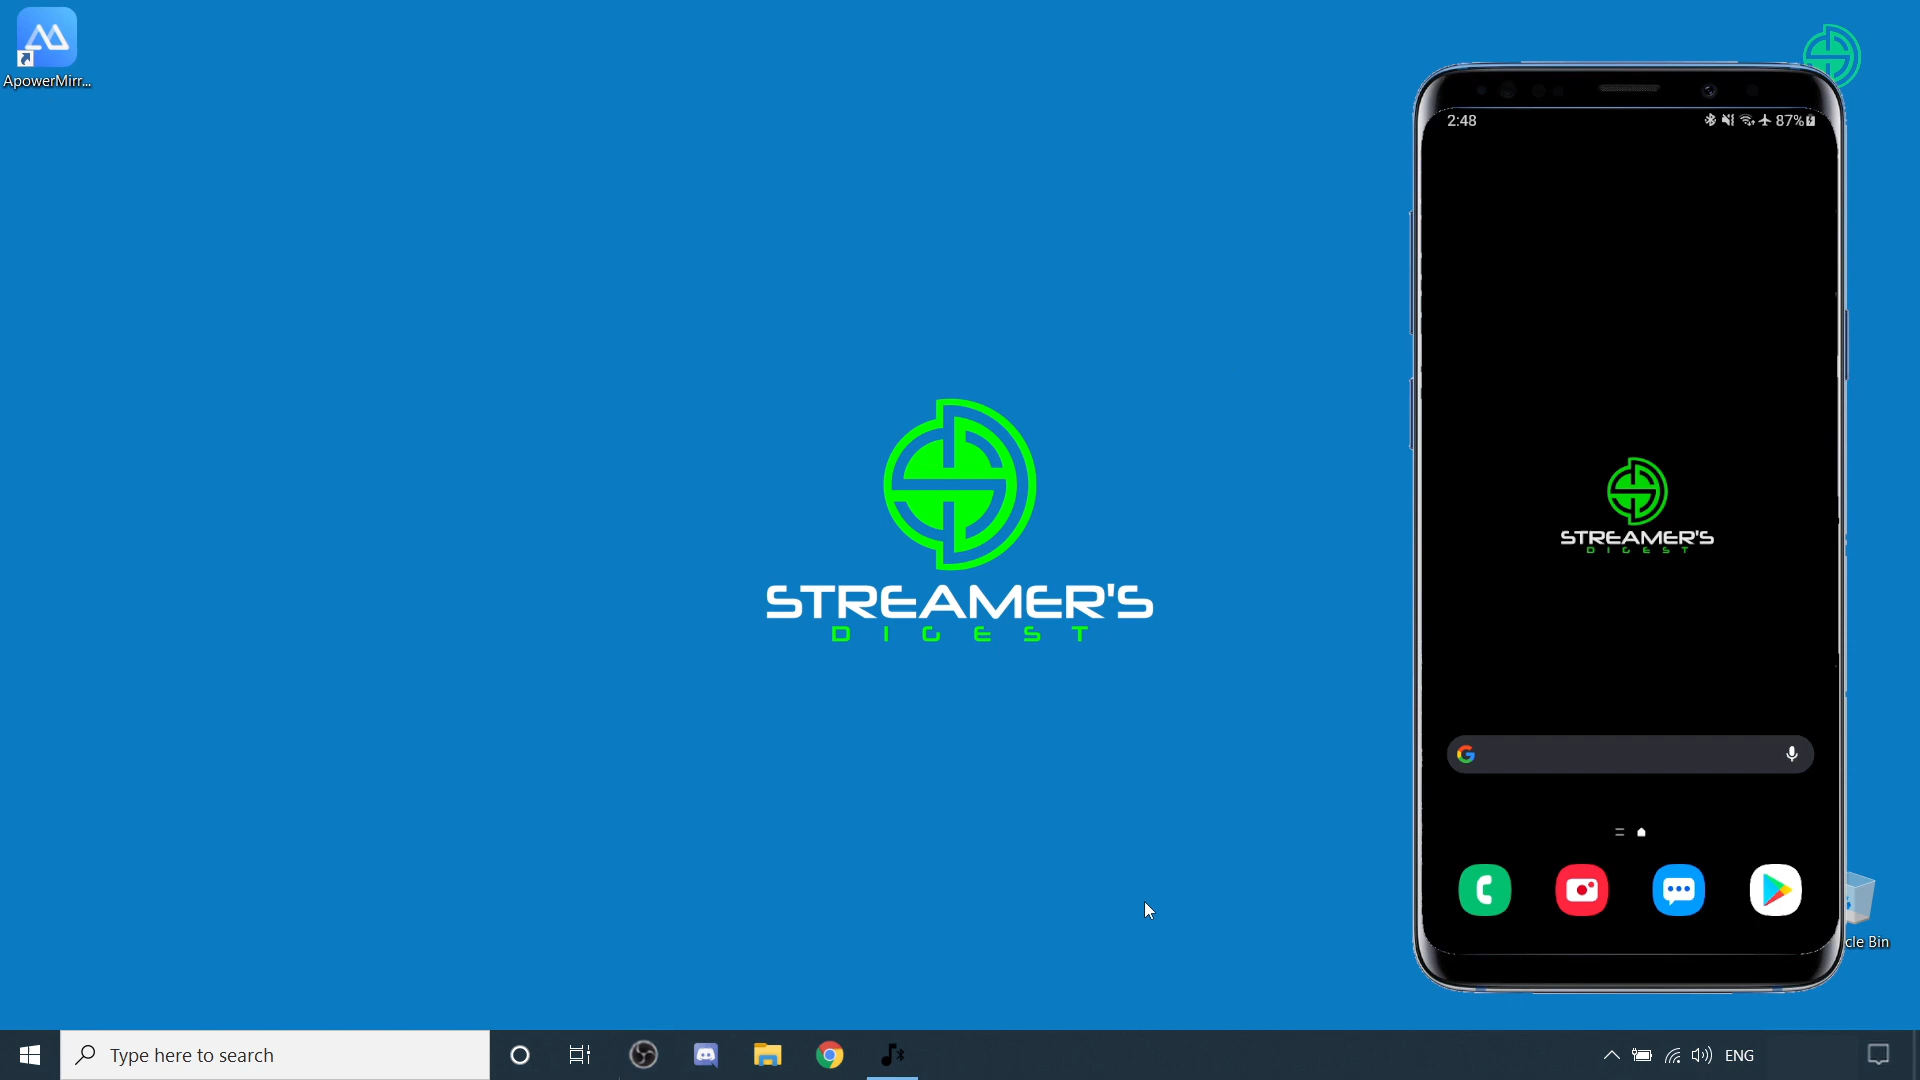 ApowerMirr...
2:48
87%
STREAMER'S
DIGEST
STREAMER'S
DIGEST
cle Bin
Type here to search
ENG